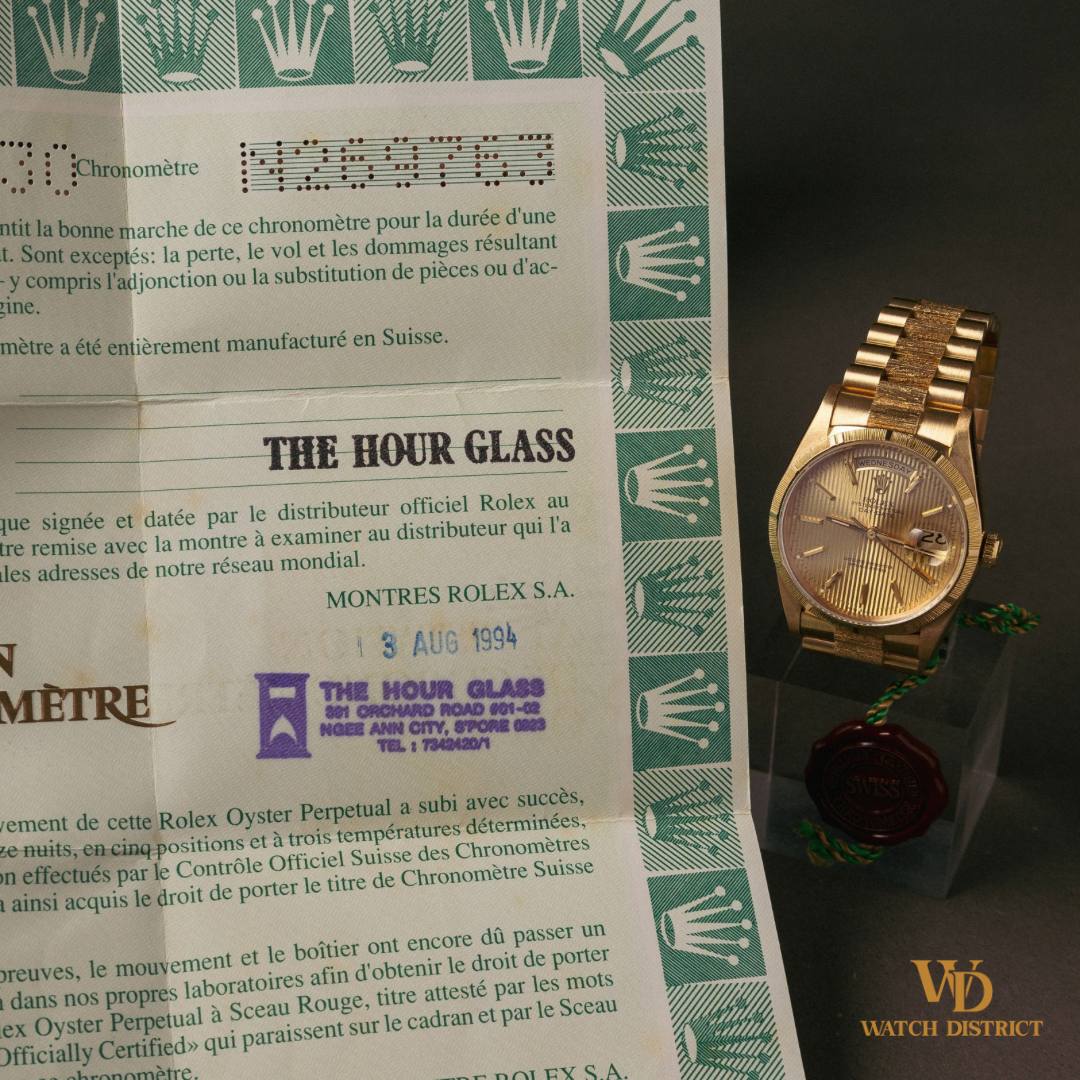 30 Chronomètre N269763
ntit la bonne marche de ce chronomètre pour la durée d'une
t. Sont exceptés: la perte, le vol et les dommages résultant
- y compris l'adjonction ou la substitution de pièces ou d'ac-
gine.
mètre a été entièrement manufacturé en Suisse.
THE HOUR GLASS
que signée et datée par le distributeur officiel Rolex au
tre remise avec la montre à examiner au distributeur qui l'a
ales adresses de notre réseau mondial.
MONTRES ROLEX S.A.
N
MÈTRE
13 AUG 1994
THE HOUR GLASS
391 ORCHARD ROAD #01-02
NGEE ANN CITY, S'PORE 0923
TEL : 7342420/1
vement de cette Rolex Oyster Perpetual a subi avec succès,
ze nuits, en cinq positions et à trois températures déterminées,
on effectués par le Contrôle Officiel Suisse des Chronomètres
a ainsi acquis le droit de porter le titre de Chronomètre Suisse
preuves, le mouvement et le boîtier ont encore dû passer un
dans nos propres laboratoires afin d'obtenir le droit de porter
lex Oyster Perpetual à Sceau Rouge, titre attesté par les mots
Officially Certified» qui paraissent sur le cadran et par le Sceau
chronomètre.
TRE ROLEX S.A.
WEDNESDAY
22
SWISS
WD
WATCH DISTRICT